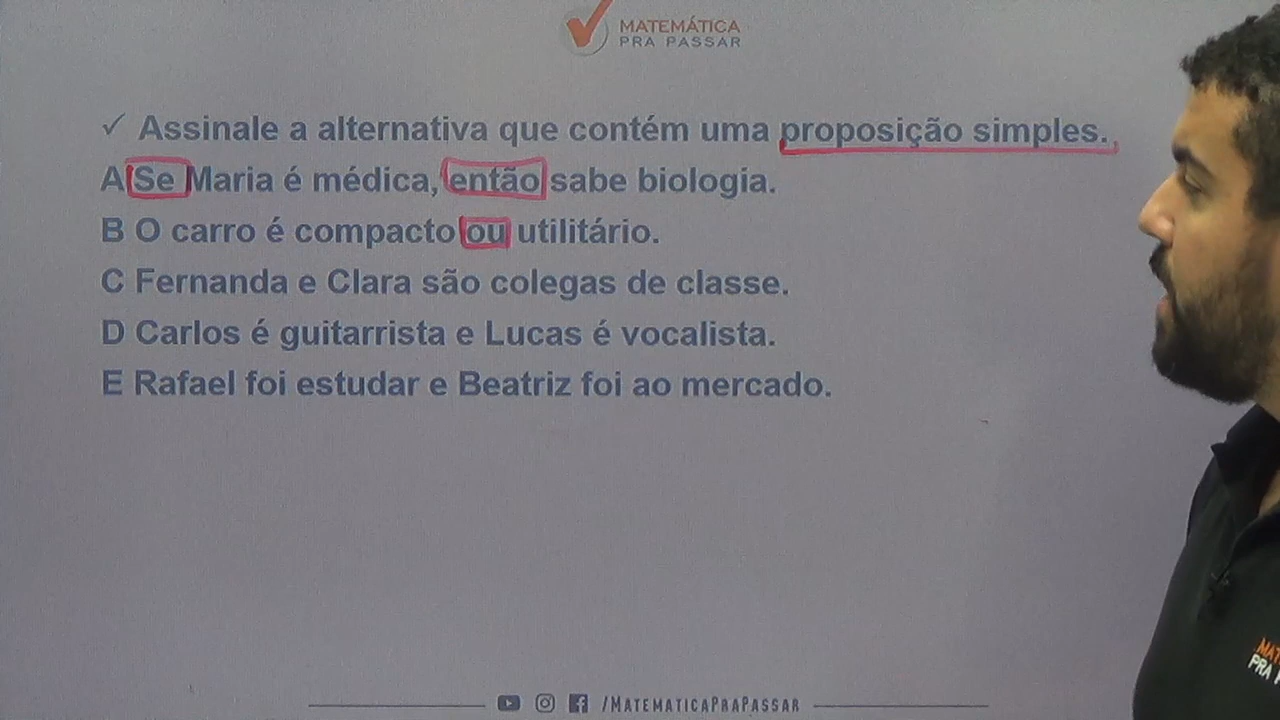 MATEMÁTICA
PRA PASSAR
✓ Assinale a alternativa que contém uma proposição simples.
A Se Maria é médica, então sabe biologia.
B O carro é compacto ou utilitário.
C Fernanda e Clara são colegas de classe.
D Carlos é guitarrista e Lucas é vocalista.
E Rafael foi estudar e Beatriz foi ao mercado.
/MATEMATICAPRAPASSAR